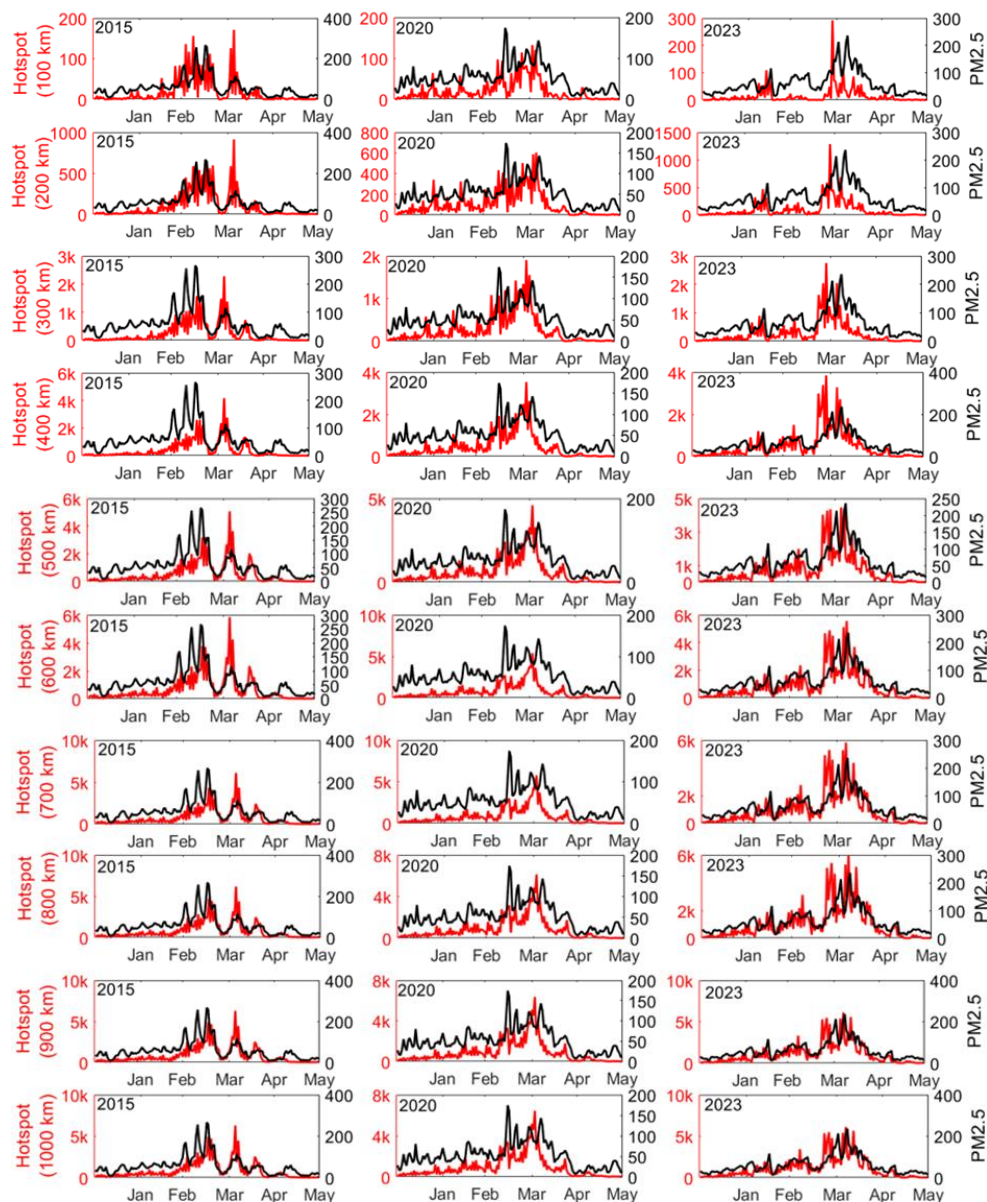 200 400 200 200 300 300
2015 2020 2023
Hotspot (100 km) 100 200 100 100 200 100 200 100 PM2.5
0 0 0 0 0 0
Jan Feb Mar Apr May Jan Feb Mar Apr May Jan Feb Mar Apr May
1000 400 800 200 1500 300
2015 2020 2023
Hotspot (200 km) 500 200 600 400 200 150 100 50 1000 500 200 100 PM2.5
0 0 0 0 0 0
Jan Feb Mar Apr May Jan Feb Mar Apr May Jan Feb Mar Apr May
3k 300 2k 200 3k 300
2015 2020 2023
Hotspot (300 km) 2k 1k 200 100 1k 150 100 50 2k 1k 200 100 PM2.5
0 0 0 0 0 0
Jan Feb Mar Apr May Jan Feb Mar Apr May Jan Feb Mar Apr May
6k 300 4k 200 4k 400
2015 2020 2023
Hotspot (400 km) 4k 2k 200 100 2k 150 100 50 3k 2k 1k 200 PM2.5
0 0 0 0 0 0
Jan Feb Mar Apr May Jan Feb Mar Apr May Jan Feb Mar Apr May
6k 300 5k 200 5k 250
2015 2020 2023
Hotspot (500 km) 4k 2k 250 200 150 100 50 100 3k 1k 200 150 100 50 PM2.5
0 0 0 0 0 0
Jan Feb Mar Apr May Jan Feb Mar Apr May Jan Feb Mar Apr May
6k 300 10k 200 6k 300
2015 2020 2023
Hotspot (600 km) 4k 2k 250 200 150 100 50 5k 100 4k 2k 200 100 PM2.5
0 0 0 0 0 0
Jan Feb Mar Apr May Jan Feb Mar Apr May Jan Feb Mar Apr May
10k 400 10k 200 6k 300
2015 2020 2023
Hotspot (700 km) 5k 200 5k 100 2k 200 100 PM2.5
0 0 0 0 0 0
Jan Feb Mar Apr May Jan Feb Mar Apr May Jan Feb Mar Apr May
10k 400 8k 200 6k 300
2015 2020 2023
Hotspot (800 km) 5k 200 4k 150 100 50 2k 200 100 PM2.5
0 0 0 0 0 0
Jan Feb Mar Apr May Jan Feb Mar Apr May Jan Feb Mar Apr May
10k 400 8k 200 10k 400
2015 2020 2023
Hotspot (900 km) 5k 200 4k 150 100 50 5k 200 PM2.5
0 0 0 0 0 0
Jan Feb Mar Apr May Jan Feb Mar Apr May Jan Feb Mar Apr May
10k 400 8k 200 10k 400
2015 2020 2023
Hotspot (1000 km) 5k 200 4k 150 100 50 5k 200 PM2.5
0 0 0 0 0 0
Jan Feb Mar Apr May Jan Feb Mar Apr May Jan Feb Mar Apr May